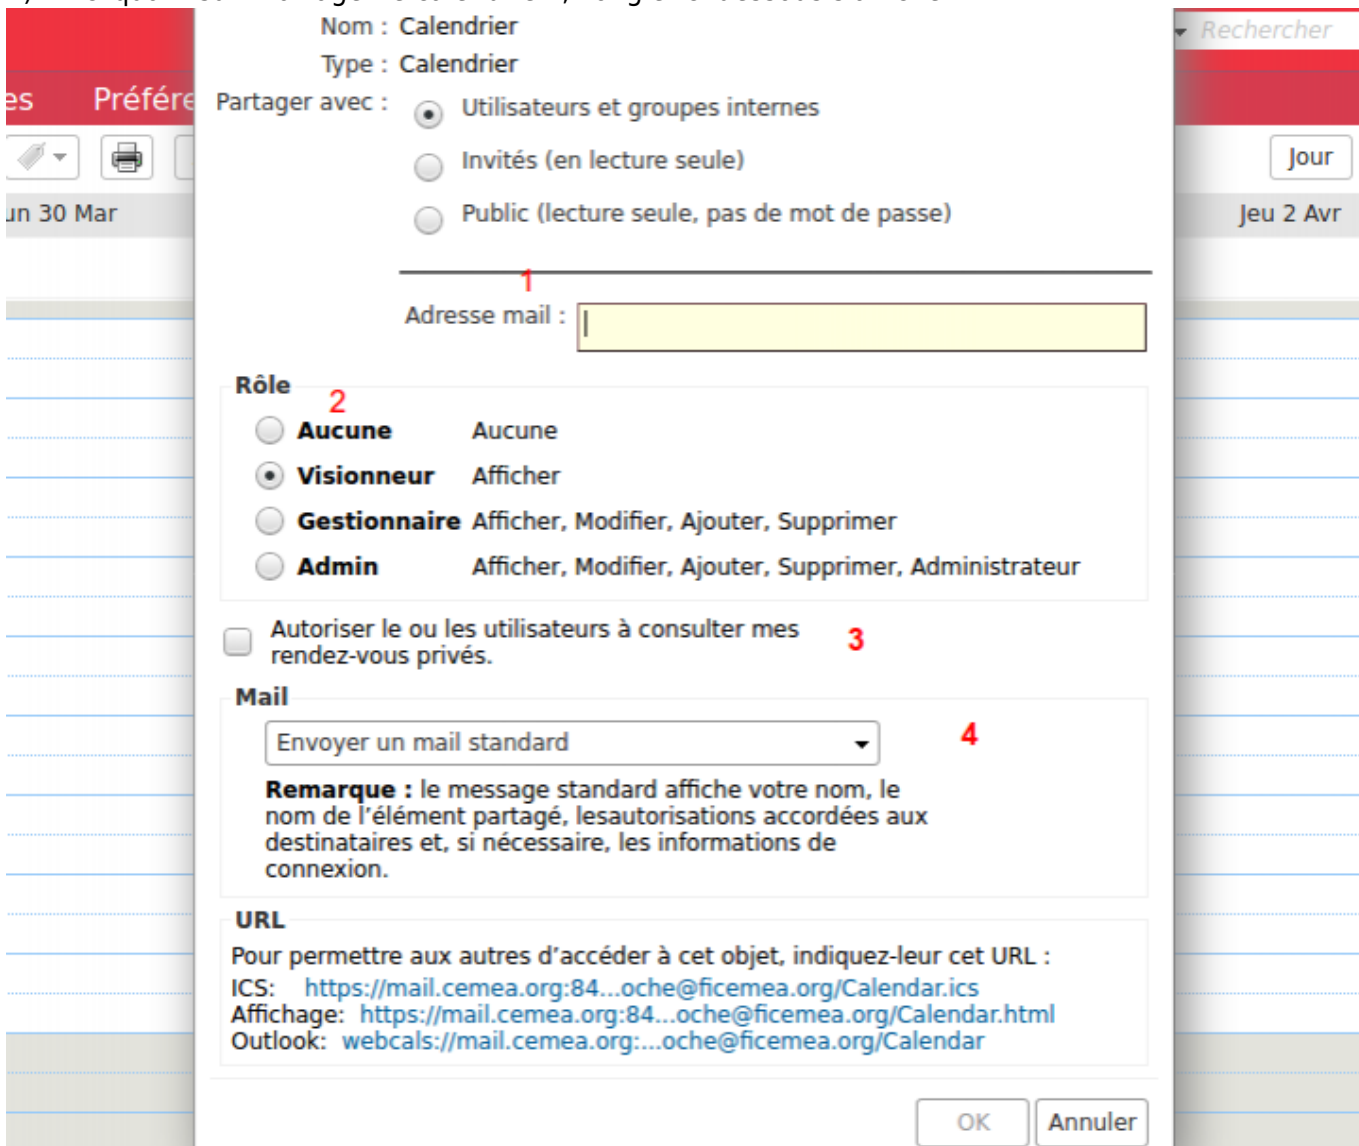 Nom : Calendrier
Rechercher
Type : Calendrier
es Préfére
Partager avec :
Utilisateurs et groupes internes
Invités (en lecture seule)
Jour
un 30 Mar
Public (lecture seule, pas de mot de passe)
Jeu 2 Avr
1
Adresse mail :
Rôle
2
Aucune Aucune
Visionneur Afficher
Gestionnaire Afficher, Modifier, Ajouter, Supprimer
Admin Afficher, Modifier, Ajouter, Supprimer, Administrateur
Autoriser le ou les utilisateurs à consulter mes
rendez-vous privés.
3
Mail
Envoyer un mail standard
4
Remarque : le message standard affiche votre nom, le
nom de l’élément partagé, lesautorisations accordées aux
destinataires et, si nécessaire, les informations de
connexion.
URL
Pour permettre aux autres d’accéder à cet objet, indiquez-leur cet URL :
ICS: https://mail.cemea.org:84...oche@ficemea.org/Calendar.ics
Affichage: https://mail.cemea.org:84...oche@ficemea.org/Calendar.html
Outlook: webcals://mail.cemea.org:...oche@ficemea.org/Calendar
OK Annuler